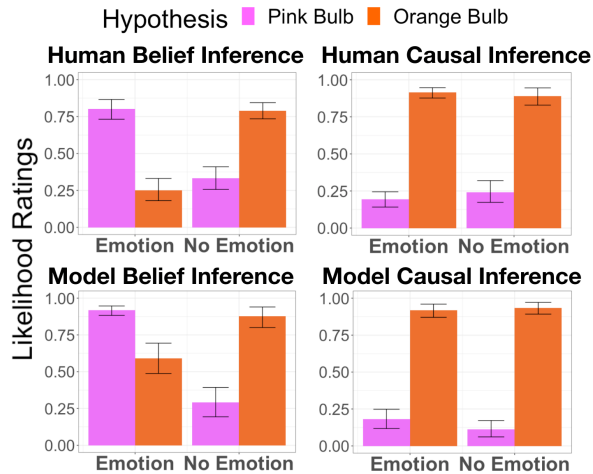 Hypothesis Pink Bulb Orange Bulb
Human Belief Inference Human Causal Inference
1.00 1.00
0.75 0.75
0.50 0.50
0.25 0.25
0.00 0.00
Emotion No Emotion Emotion No Emotion
Likelihood Ratings
Model Belief Inference Model Causal Inference
1.00 1.00
0.75 0.75
0.50 0.50
0.25 0.25
0.00 0.00
Emotion No Emotion Emotion No Emotion